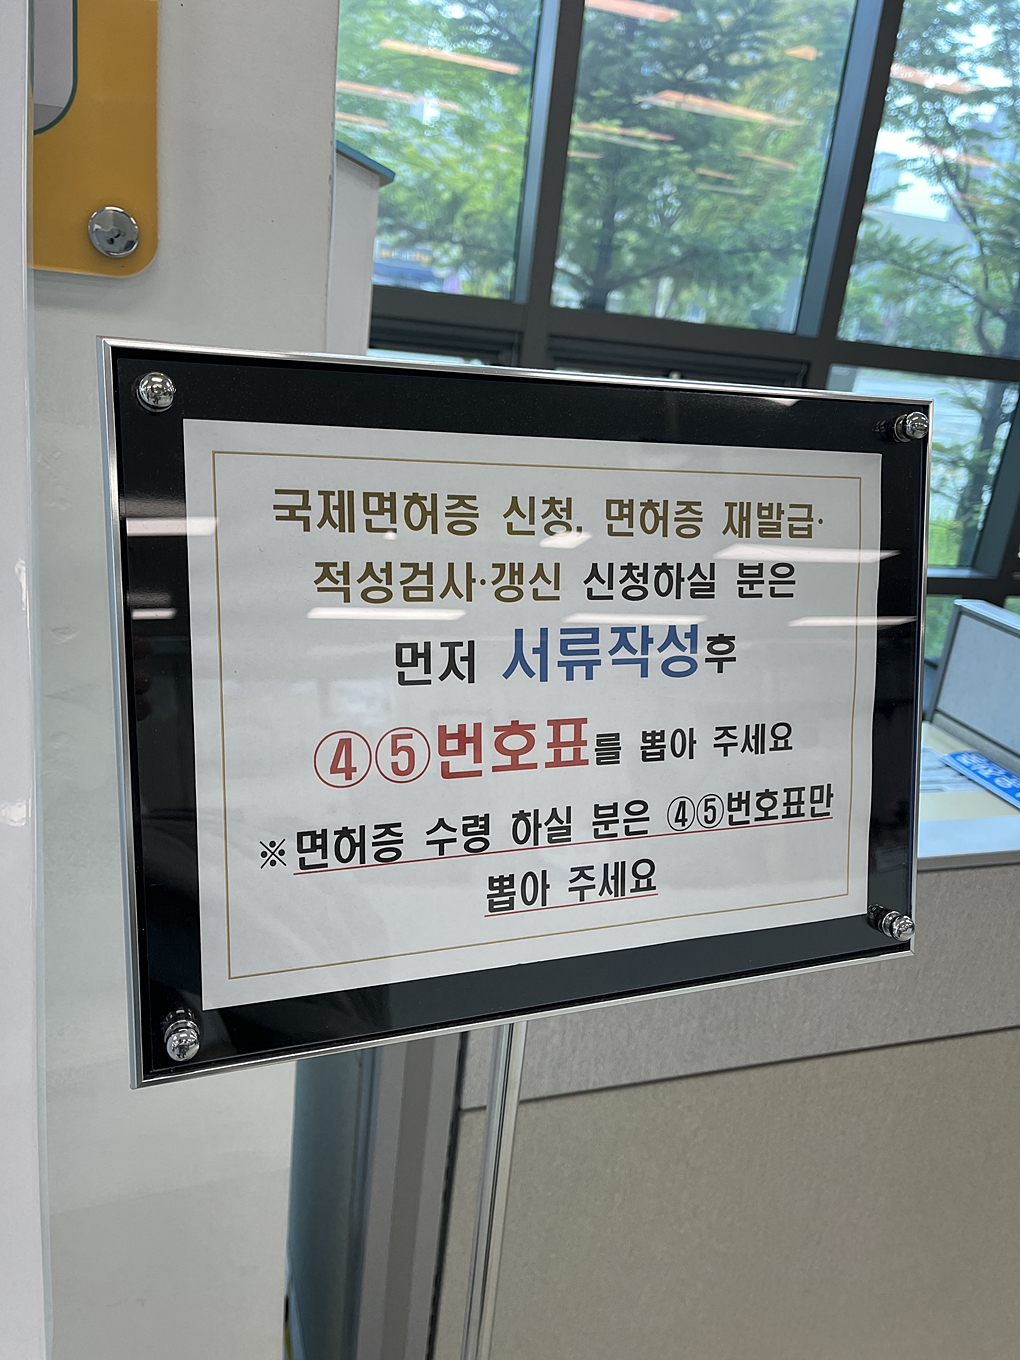 국제면허증 신청, 면허증 재발급·
적성검사·갱신 신청하실 분은
먼저 서류작성후
④⑤번호표를 뽑아 주세요
※면허증 수령 하실 분은 ④⑤번호표만
뽑아 주세요